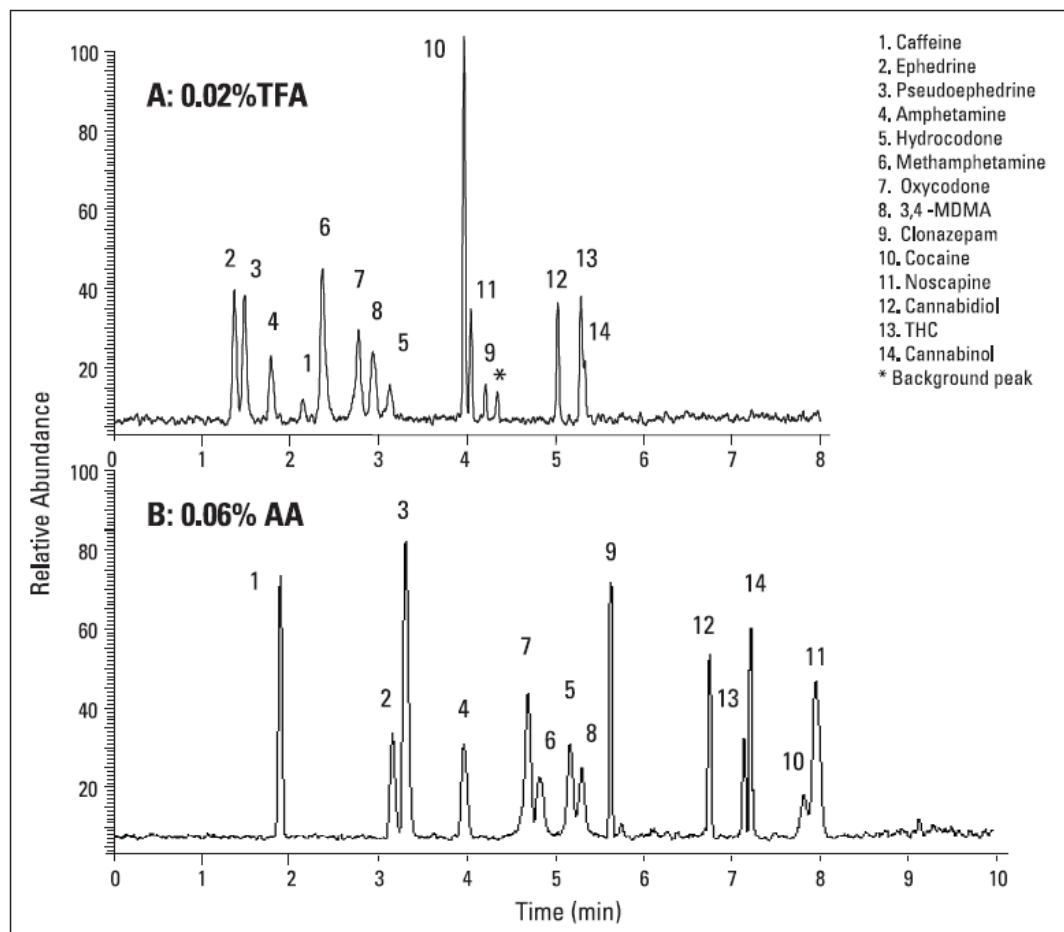 100
80
60
40
20
A: 0.02%TFA
10
2
3
4
1
6
7
8
5
11
9
*
12
13
14
0 1 2 3 4 5 6 7 8
1. Caffeine
2. Ephedrine
3. Pseudoephedrine
4. Amphetamine
5. Hydrocodone
6. Methamphetamine
7. Oxycodone
8. 3,4 -MDMA
9. Clonazepam
10. Cocaine
11. Noscapine
12. Cannabidiol
13. THC
14. Cannabinol
* Background peak
Relative Abundance
100
80
60
40
20
B: 0.06% AA
1
2
3
4
7
6
5
8
9
12
13
14
10
11
0 1 2 3 4 5 6 7 8 9 10
Time (min)